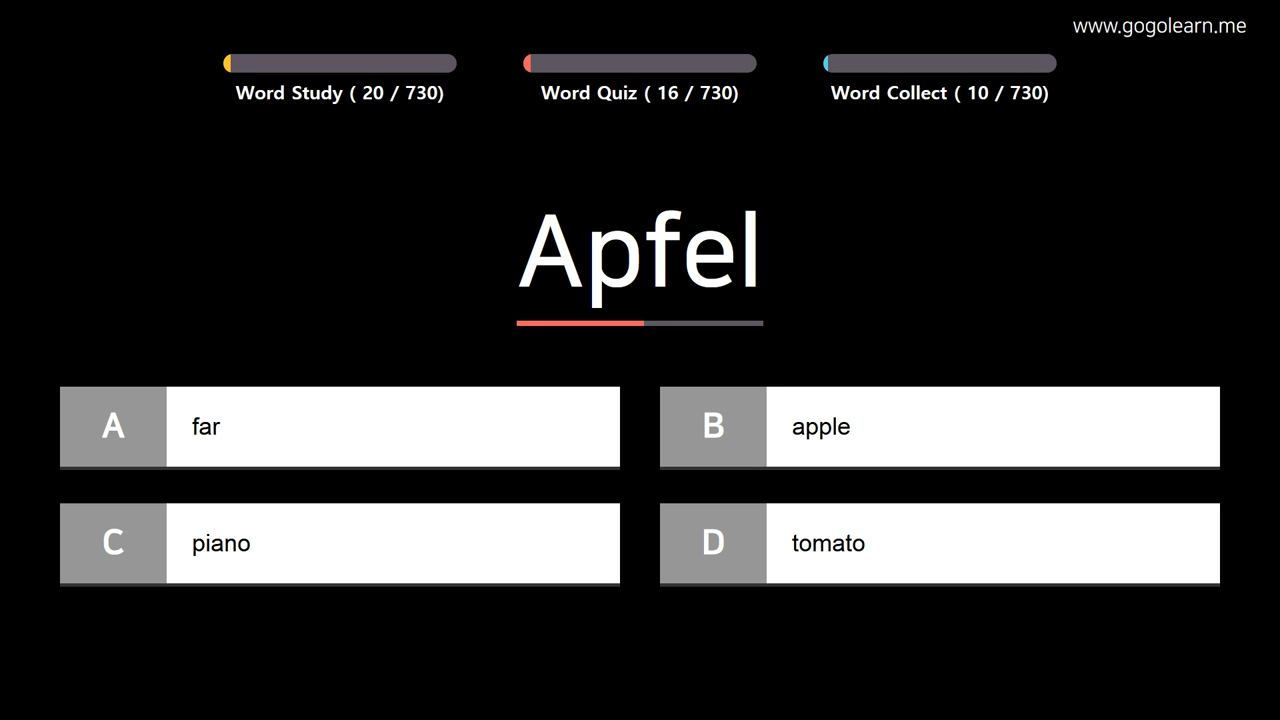 www.gogolearn.me
Word Study ( 20 / 730)
Word Quiz ( 16 / 730)
Word Collect ( 10 / 730)
Apfel
A far
B apple
C piano
D tomato